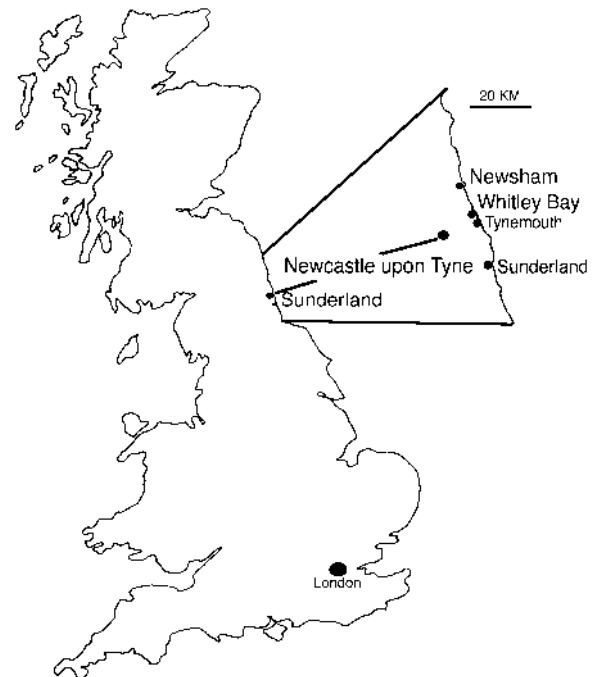 20 KM
Newsham
Whitley Bay
Tynemouth
Newcastle upon Tyne
Sunderland
Sunderland
London